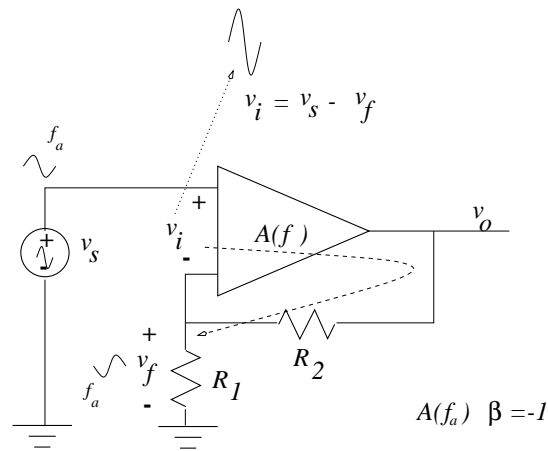 v_i = v_s - v_f
f_a
+
v_i
-
A(f)
v_o
+
-
v_s
+
v_f
-
f_a
R_1
R_2
A(f_a) β =-1